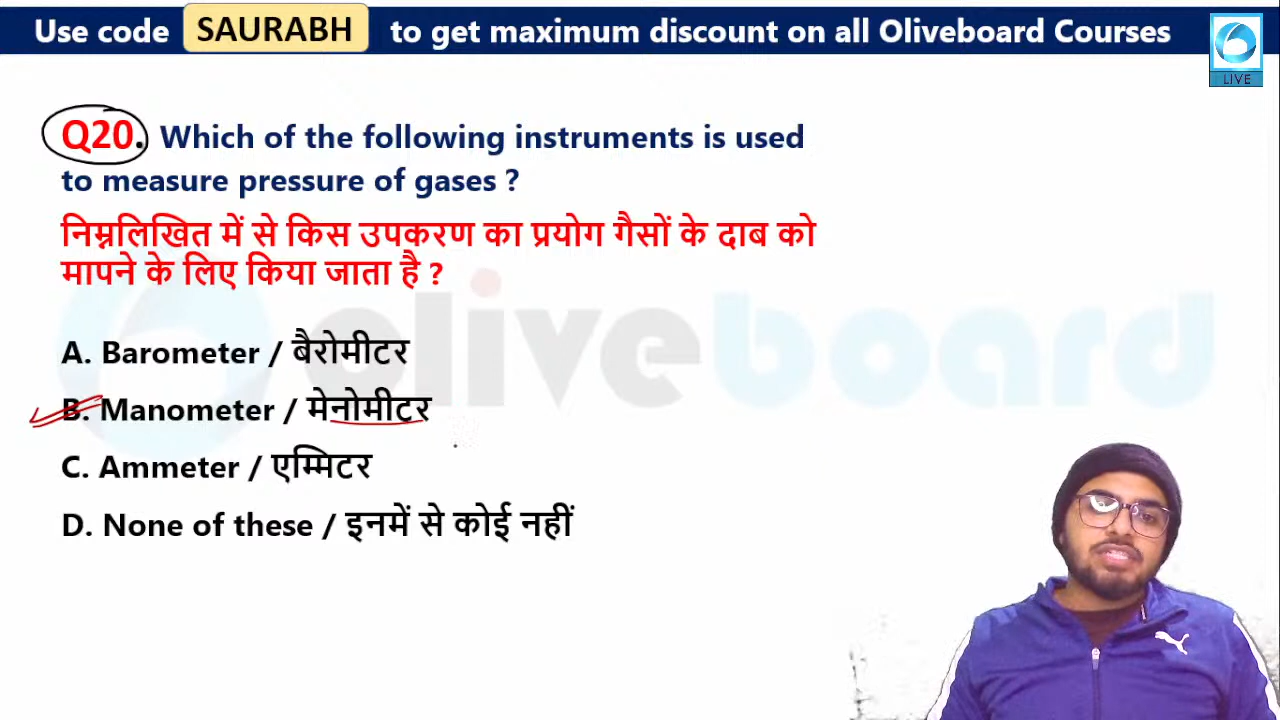 Use code SAURABH to get maximum discount on all Oliveboard Courses
LIVE
Q20. Which of the following instruments is used
to measure pressure of gases ?
निम्नलिखित में से किस उपकरण का प्रयोग गैसों के दाब को
मापने के लिए किया जाता है ?
oliveboard
A. Barometer / बैरोमीटर
B. Manometer / मेनोमीटर
C. Ammeter / एम्मिटर
D. None of these / इनमें से कोई नहीं